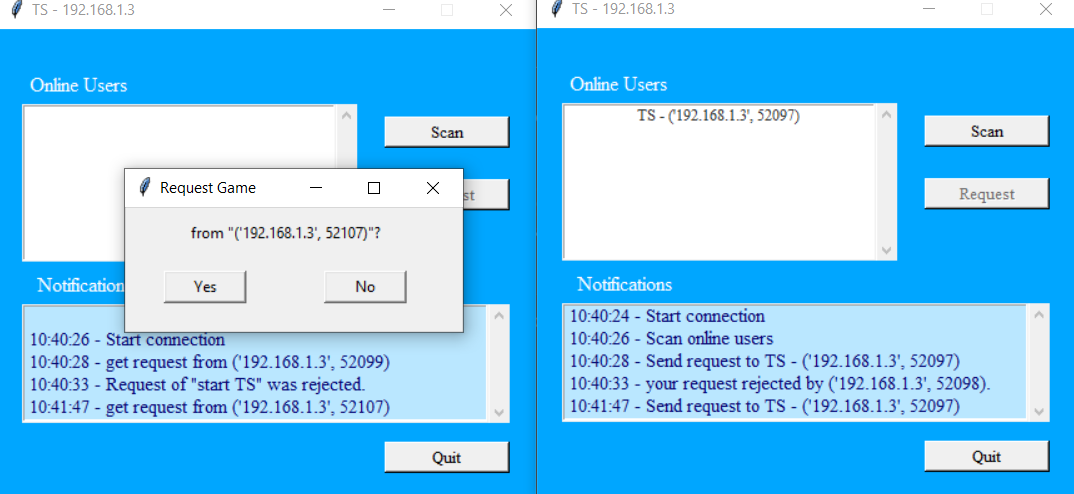 TS - 192.168.1.3
Online Users
Scan
st
Request Game
from "('192.168.1.3', 52107)"?
Yes
No
Notification
10:40:26 - Start connection
10:40:28 - get request from ('192.168.1.3', 52099)
10:40:33 - Request of "start TS" was rejected.
10:41:47 - get request from ('192.168.1.3', 52107)
Quit
TS - 192.168.1.3
Online Users
TS - ('192.168.1.3', 52097)
Scan
Request
Notifications
10:40:24 - Start connection
10:40:26 - Scan online users
10:40:28 - Send request to TS - ('192.168.1.3', 52097)
10:40:33 - your request rejected by ('192.168.1.3', 52098).
10:41:47 - Send request to TS - ('192.168.1.3', 52097)
Quit